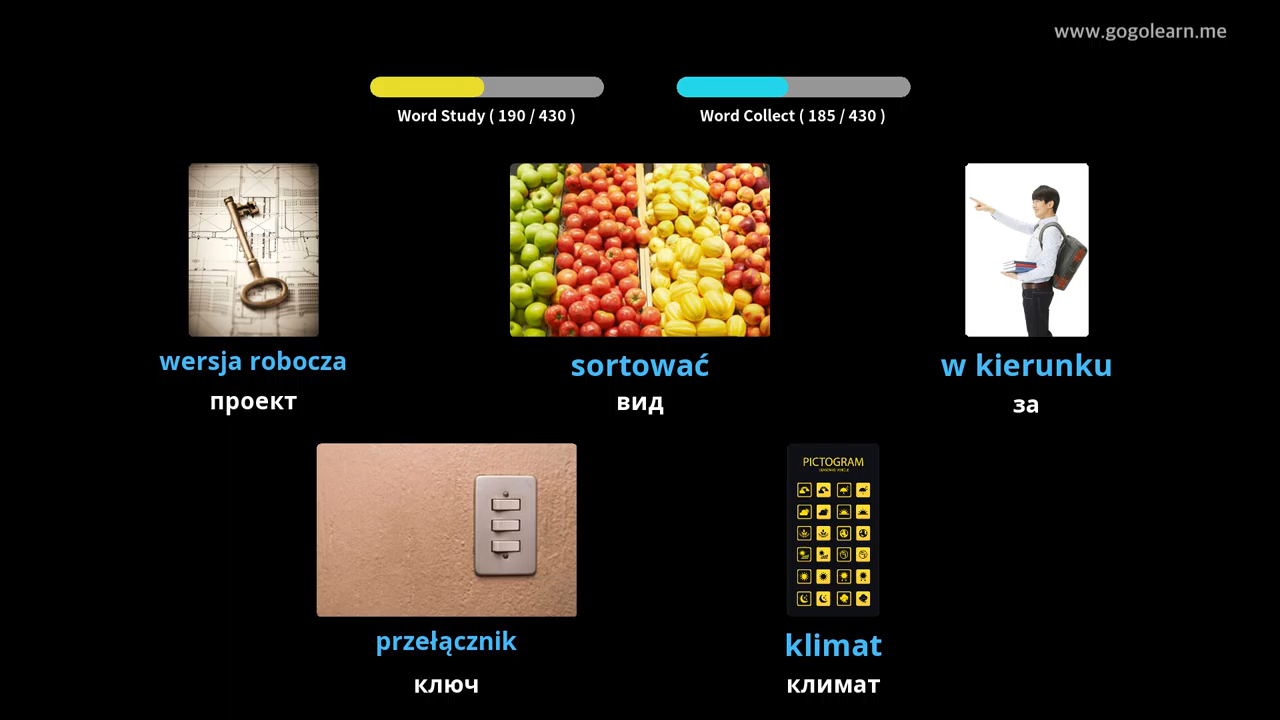 www.gogolearn.me
Word Study ( 190 / 430 )
Word Collect ( 185 / 430 )
wersja robocza
проект
sortować
вид
w kierunku
за
PICTOGRAM
przełącznik
ключ
klimat
климат